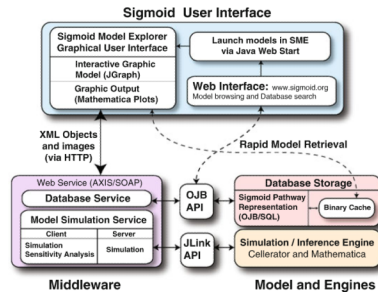 Sigmoid User Interface
Sigmoid Model Explorer
Graphical User Interface
Interactive Graphic
Model (JGraph)
Graphic Output
(Mathematica Plots)
Launch models in SME
via Java Web Start
Web Interface: www.sigmoid.org
Model browsing and Database search
XML Objects
and images
(via HTTP)
Rapid Model Retrieval
Web Service (AXIS/SOAP)
Database Service
Model Simulation Service
Client
Server
Simulation
Sensitivity Analysis
Simulation
OJB
API
JLink
API
Database Storage
Sigmoid Pathway
Representation
(OJB/SQL)
Binary Cache
Simulation / Inference Engine
Cellerator and Mathematica
Middleware
Model and Engines